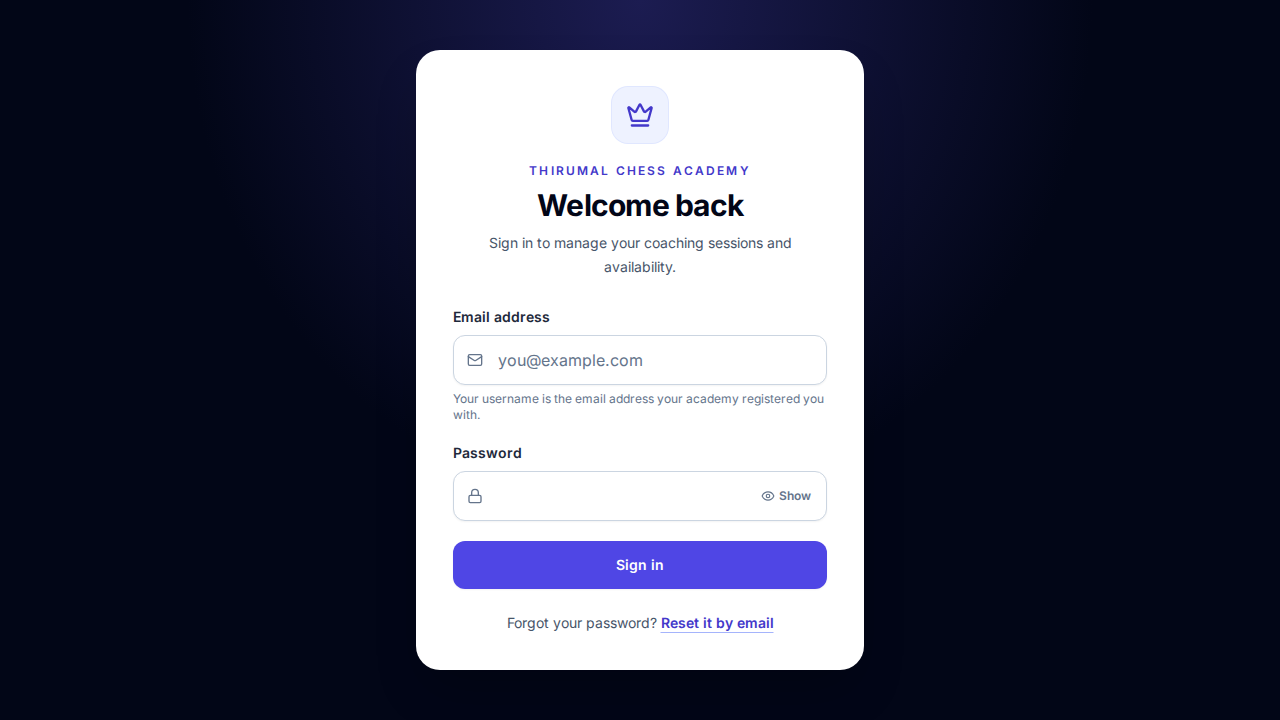 THIRUMAL CHESS ACADEMY
Welcome back
Sign in to manage your coaching sessions and
availability.
Email address
you@example.com
Your username is the email address your academy registered you
with.
Password
Show
Sign in
Forgot your password? Reset it by email